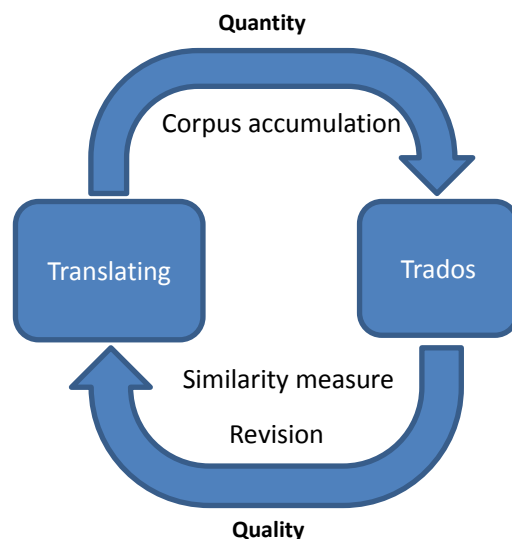 Quantity
Corpus accumulation
Translating
Trados
Similarity measure
Revision
Quality